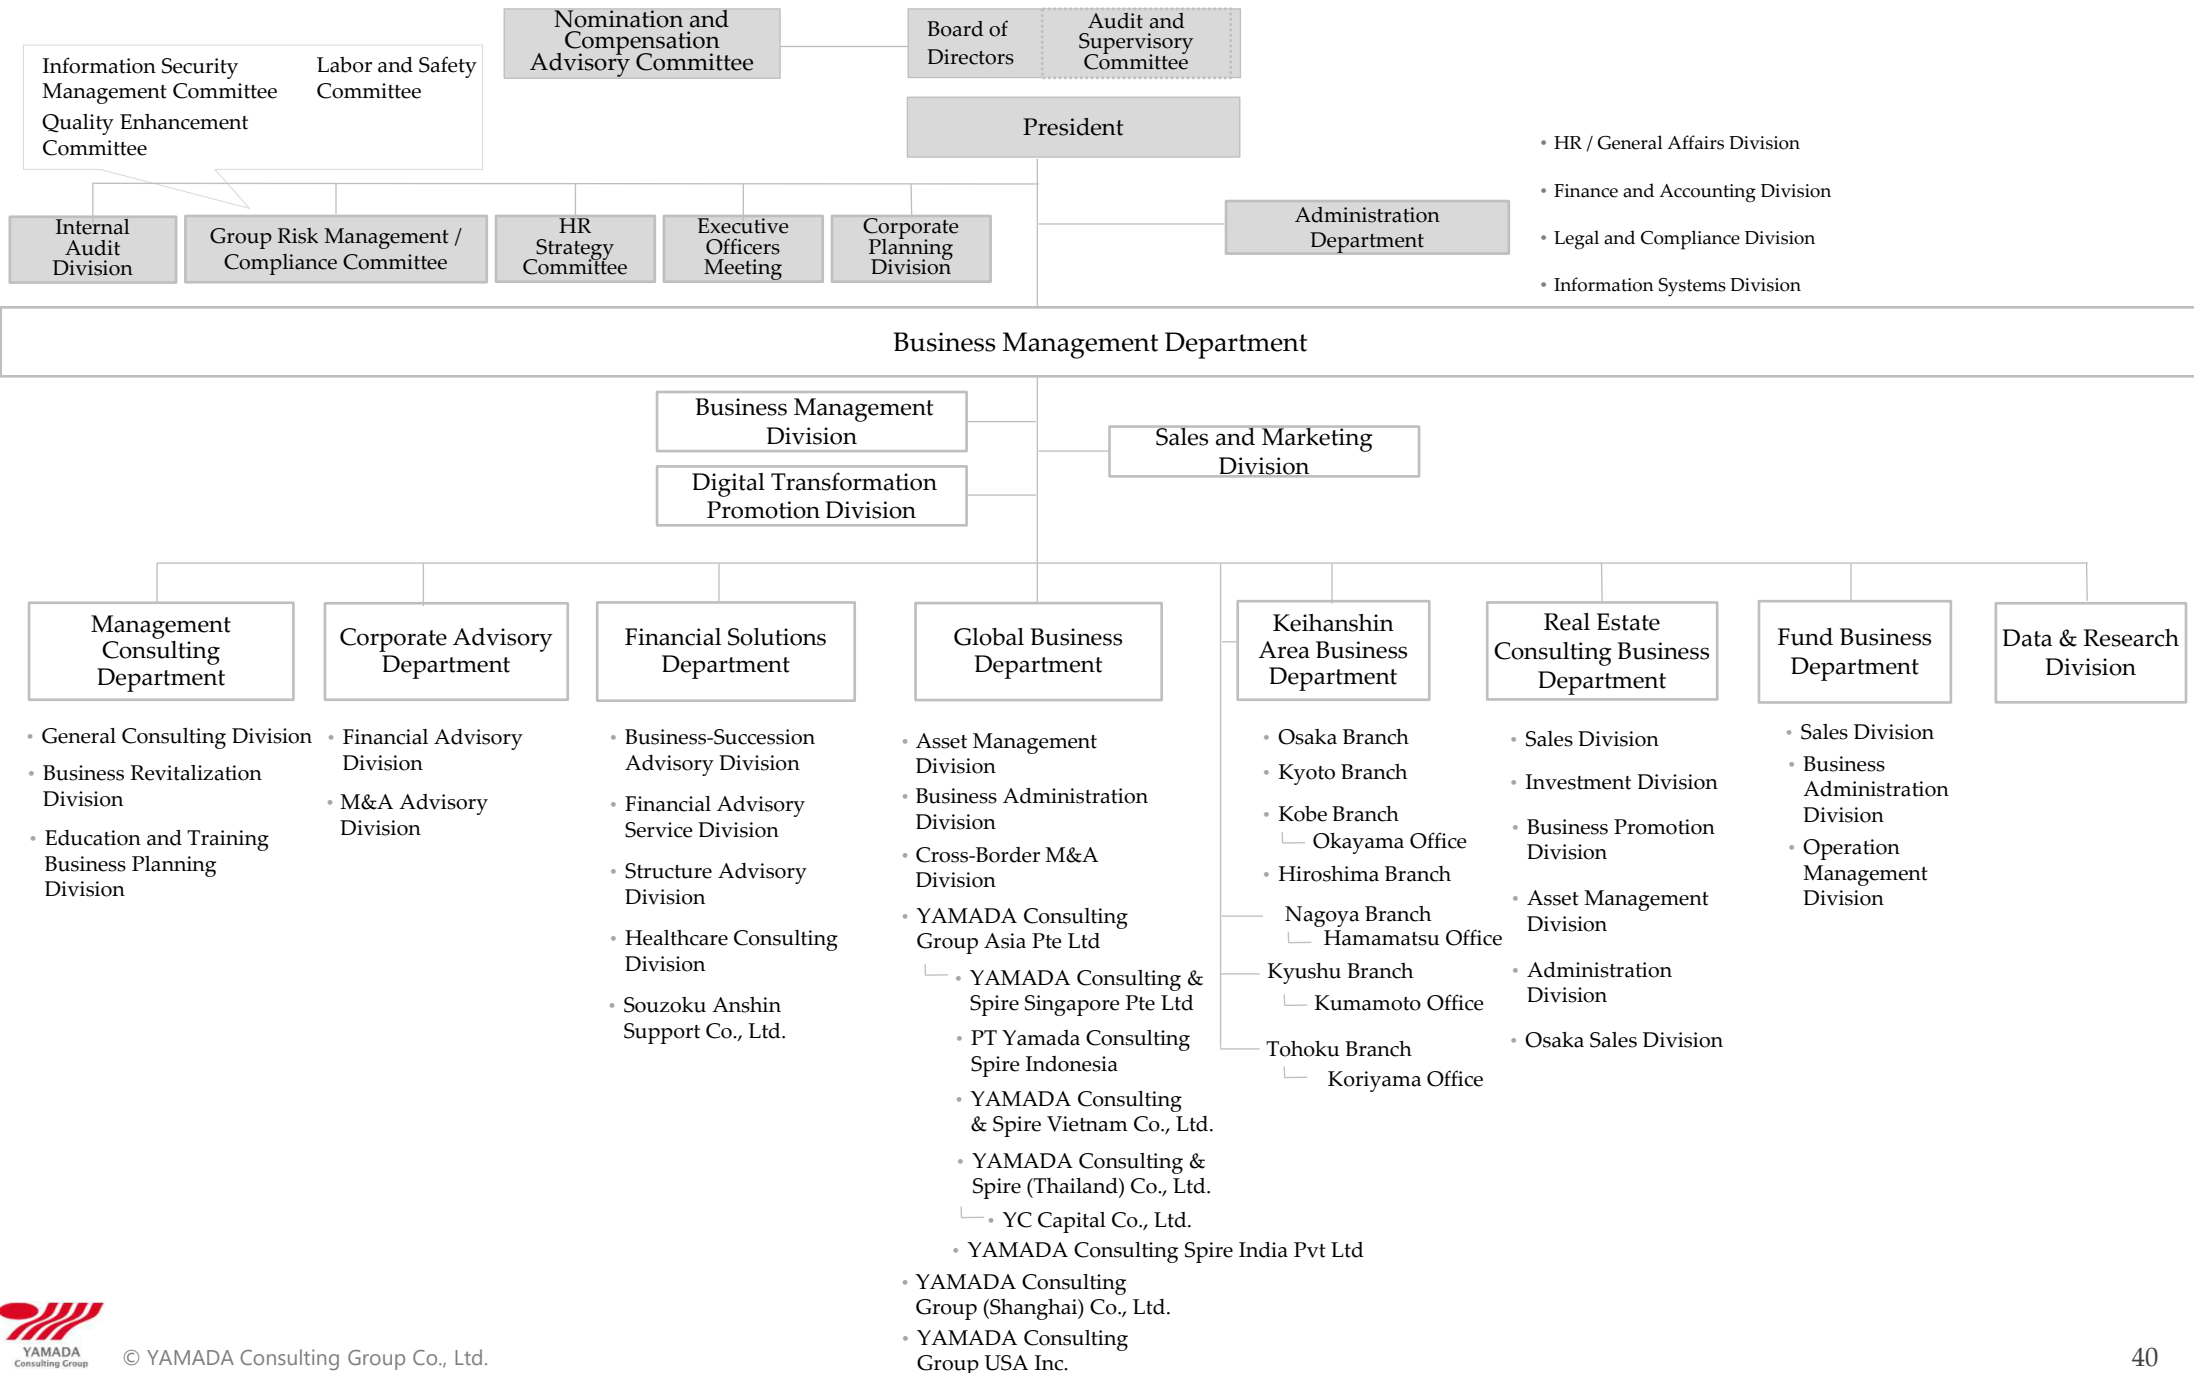 Nomination and
Compensation
Advisory Committee
Board of
Directors
Audit and
Supervisory
Committee
Information Security
Management Committee
Labor and Safety
Committee
Quality Enhancement
Committee
President
Internal
Audit
Division
Group Risk Management /
Compliance Committee
HR
Strategy
Committee
Executive
Officers
Meeting
Corporate
Planning
Division
Administration
Department
• HR / General Affairs Division
• Finance and Accounting Division
• Legal and Compliance Division
• Information Systems Division
Business Management Department
Business Management
Division
Sales and Marketing
Division
Digital Transformation
Promotion Division
Management
Consulting
Department
• General Consulting Division
• Business Revitalization
Division
• Education and Training
Business Planning
Division
Corporate Advisory
Department
• Financial Advisory
Division
• M&A Advisory
Division
Financial Solutions
Department
• Business-Succession
Advisory Division
• Financial Advisory
Service Division
• Structure Advisory
Division
• Healthcare Consulting
Division
• Souzoku Anshin
Support Co., Ltd.
Global Business
Department
• Asset Management
Division
• Business Administration
Division
• Cross-Border M&A
Division
• YAMADA Consulting
Group Asia Pte Ltd
• YAMADA Consulting &
Spire Singapore Pte Ltd
• PT Yamada Consulting
Spire Indonesia
• YAMADA Consulting
& Spire Vietnam Co., Ltd.
• YAMADA Consulting &
Spire (Thailand) Co., Ltd.
• YC Capital Co., Ltd.
• YAMADA Consulting Spire India Pvt Ltd
• YAMADA Consulting
Group (Shanghai) Co., Ltd.
• YAMADA Consulting
Group USA Inc.
Keihanshin
Area Business
Department
• Osaka Branch
• Kyoto Branch
• Kobe Branch
Okayama Office
• Hiroshima Branch
Nagoya Branch
Hamamatsu Office
Kyushu Branch
Kumamoto Office
Tohoku Branch
Koriyama Office
Real Estate
Consulting Business
Department
• Sales Division
• Investment Division
• Business Promotion
Division
• Asset Management
Division
• Administration
Division
• Osaka Sales Division
Fund Business
Department
• Sales Division
• Business
Administration
Division
• Operation
Management
Division
Data & Research
Division
YAMADA
Consulting Group
© YAMADA Consulting Group Co., Ltd.
40